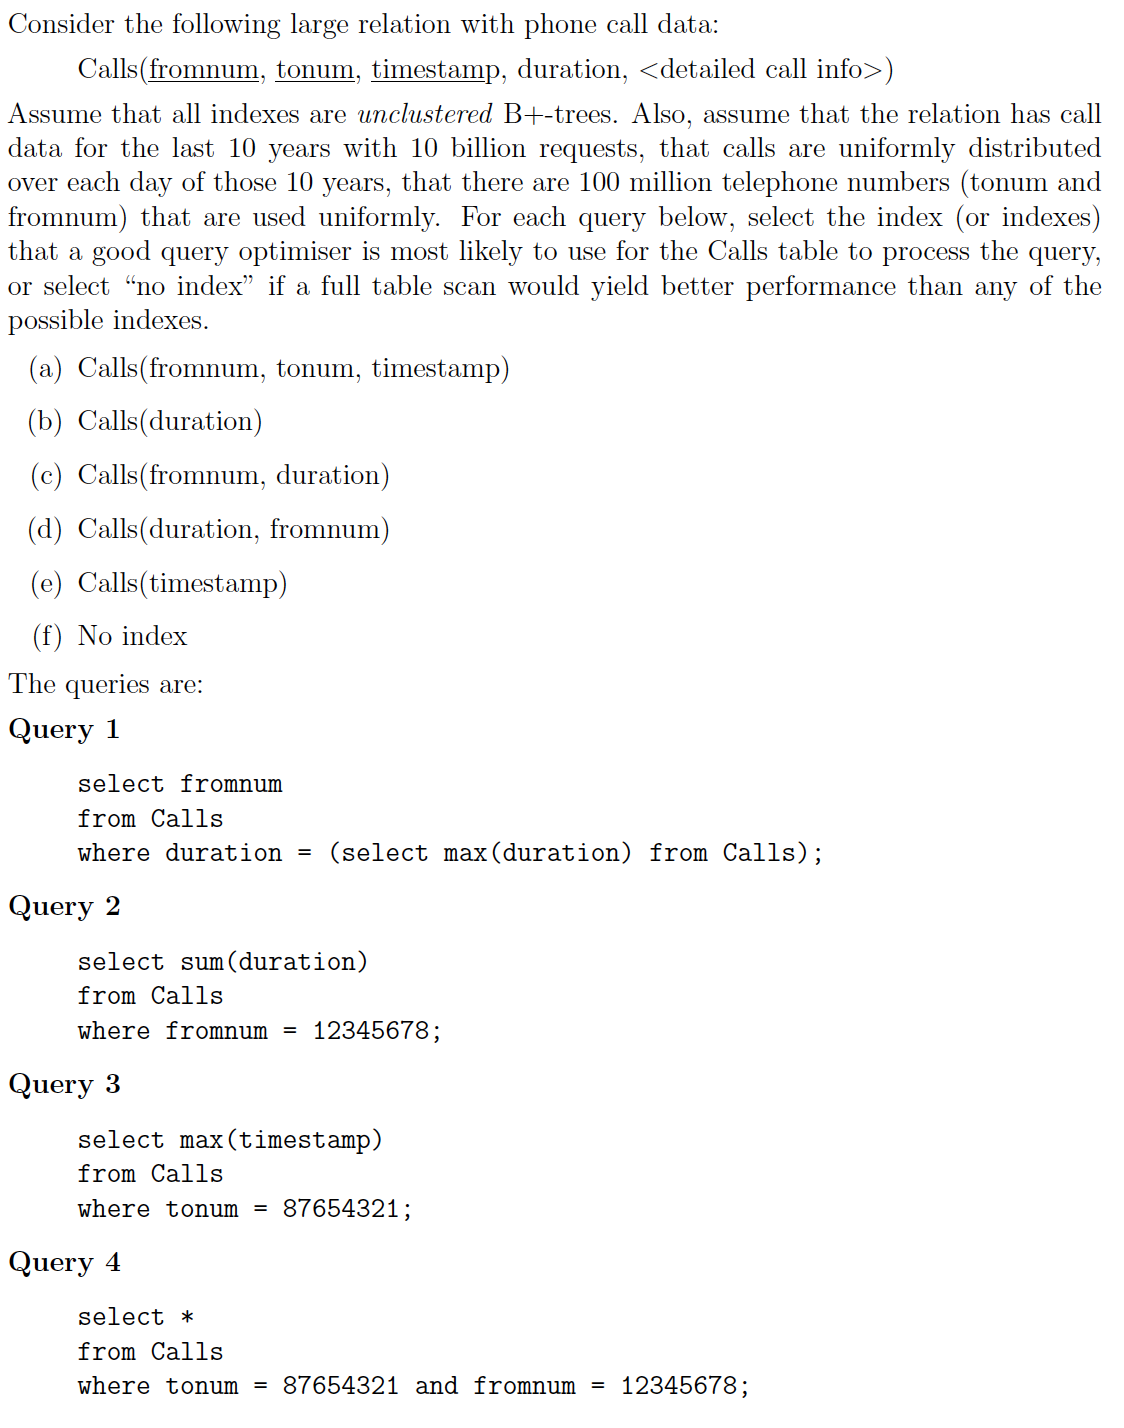 Consider the following large relation with phone call data:
Calls(fromnum, tonum, timestamp, duration, <detailed call info>)
Assume that all indexes are unclustered B+-trees. Also, assume that the relation has call
data for the last 10 years with 10 billion requests, that calls are uniformly distributed
over each day of those 10 years, that there are 100 million telephone numbers (tonum and
fromnum) that are used uniformly. For each query below, select the index (or indexes)
that a good query optimiser is most likely to use for the Calls table to process the query,
or select “no index” if a full table scan would yield better performance than any of the
possible indexes.
(a) Calls(fromnum, tonum, timestamp)
(b) Calls(duration)
(c) Calls(fromnum, duration)
(d) Calls(duration, fromnum)
(e) Calls(timestamp)
(f) No index
The queries are:
Query 1
select fromnum
from Calls
where duration = (select max(duration) from Calls);
Query 2
select sum(duration)
from Calls
where fromnum = 12345678;
Query 3
select max(timestamp)
from Calls
where tonum = 87654321;
Query 4
select *
from Calls
where tonum = 87654321 and fromnum = 12345678;